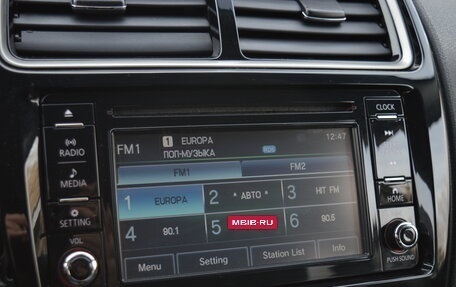 CLOCK
RADIO
MEDIA
SETTING
VOL
HOME
PUSH SOUND
FM1
1 EUROPA
RDS
12:47
ПОП-МУЗЫКА
FM1 FM2
1 EUROPA 2 * АВТО * 3 HIT FM
4 90.1 5 6 90.5
MBIB.RU
Menu Setting Station List Info